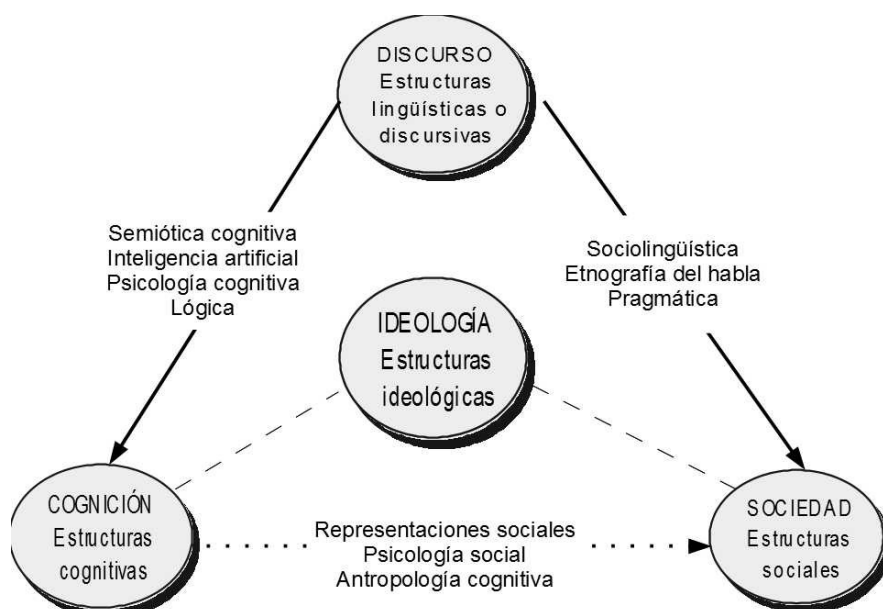 DISCURSO
Estructuras
lingüísticas o
discursivas
Semiótica cognitiva
Inteligencia artificial
Psicología cognitiva
Lógica
Sociolingüística
Etnografía del habla
Pragmática
IDEOLOGÍA
Estructuras
ideológicas
COGNICIÓN
Estructuras
cognitivas
Representaciones sociales
Psicología social
Antropología cognitiva
SOCIEDAD
Estructuras
sociales